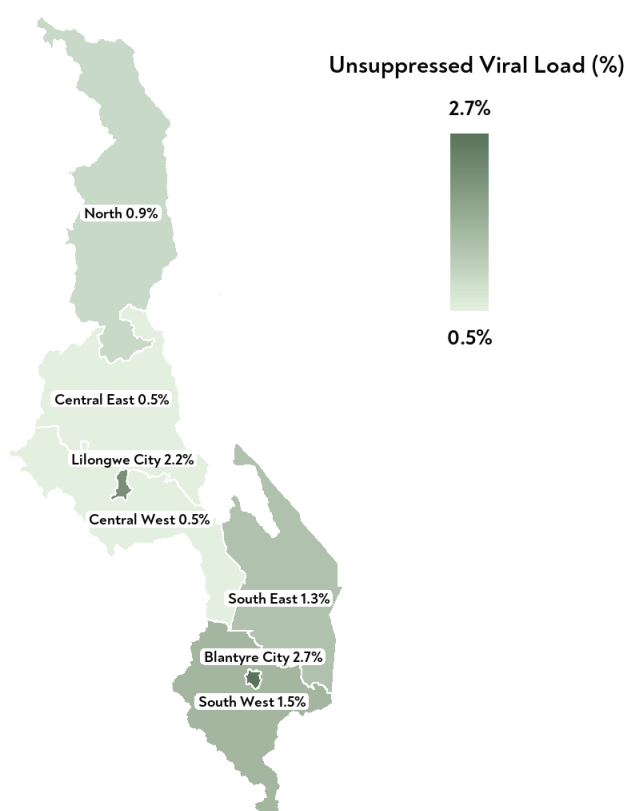 Unsuppressed Viral Load (%)
2.7%
0.5%
North 0.9%
Central East 0.5%
Lilongwe City 2.2%
Central West 0.5%
South East 1.3%
Blantyre City 2.7%
South West 1.5%